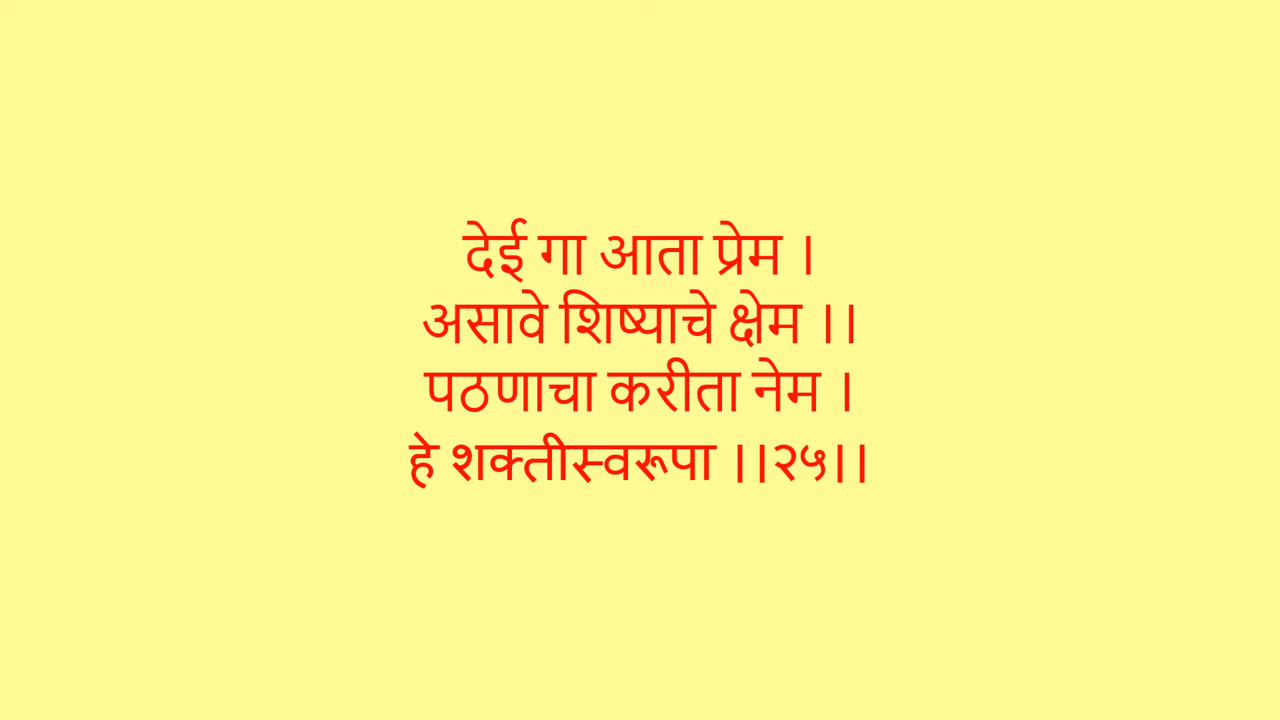 देई गा आता प्रेम ।
असावे शिष्याचे क्षेम ।।
पठणाचा करीता नेम ।
हे शक्तीस्वरूपा ।।२५।।